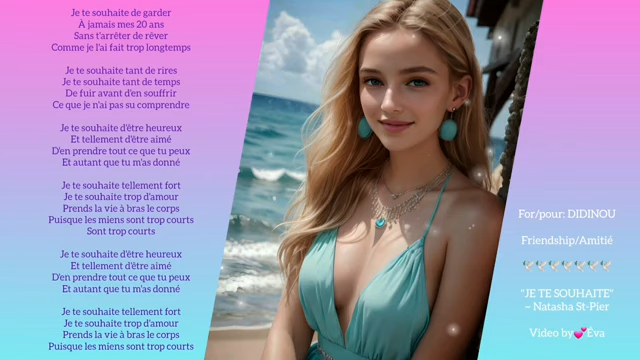 Je te souhaite de garder
À jamais mes 20 ans
Sans t'arrêter de rêver
Comme je l'ai fait trop longtemps
Je te souhaite tant de rires
Je te souhaite tant de temps
De fuir avant d'en souffrir
Ce que je n'ai pas su comprendre
Je te souhaite d'être heureux
Et tellement d'être aimé
D'en prendre tout ce que tu peux
Et autant que tu m'as donné
Je te souhaite tellement fort
Je te souhaite trop d'amour
Prends la vie à bras le corps
Puisque les miens sont trop courts
Sont trop courts
Je te souhaite d'être heureux
Et tellement d'être aimé
D'en prendre tout ce que tu peux
Et autant que tu m'as donné
Je te souhaite tellement fort
Je te souhaite trop d'amour
Prends la vie à bras le corps
Puisque les miens sont trop courts
For/pour: DIDINOU
Friendship/Amitié
🕊️🕊️🕊️🕊️🕊️🕊️🕊️
"JE TE SOUHAITE"
~ Natasha St-Pier
Video by💕Éva